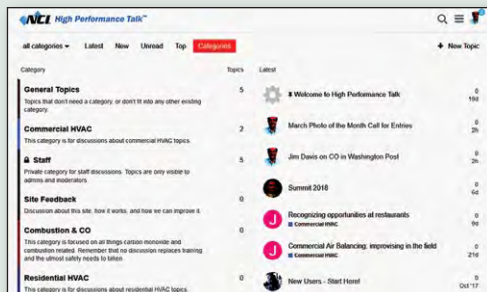 NCI High Performance Talk™
all categories Latest New Unread Top Categories
+ New Topic
Category Topics
General Topics 5
Topics that don't need a category, or don't fit into any other existing
category.
Commercial HVAC 2
This category is for discussions about commercial HVAC topics.
Staff 5
Private category for staff discussions. Topics are only visible to
admins and moderators.
Site Feedback 0
Discussion about this site, how it works, and how we can improve it.
Combustion & CO 0
This category is focused on all things carbon monoxide and
combustion related. Remember that no discussion replaces training
and the utmost safety needs to be taken.
Residential HVAC 0
This category is for discussions about residential HVAC topics.
Latest
Welcome to High Performance Talk 0
19d
March Photo of the Month Call for Entries 0
2h
Jim Davis on CO in Washington Post 0
2h
Summit 2018 0
6d
J Recognizing opportunities at restaurants 0
Commercial HVAC 9d
J Commercial Air Balancing: improvising in the field 0
Commercial HVAC 21d
New Users - Start Here! 0
Oct '17